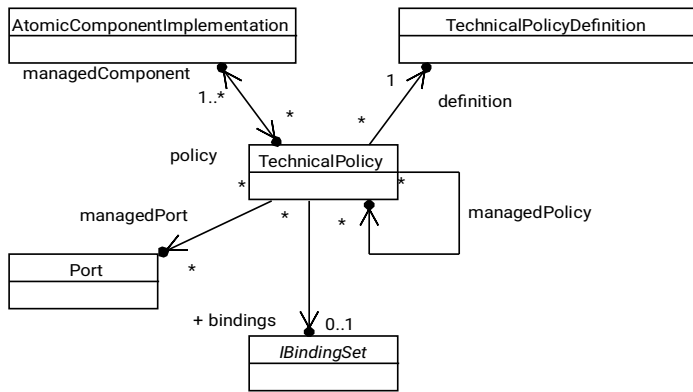 AtomicComponentImplementation
TechnicalPolicyDefinition
managedComponent
1
1..*
definition
*
*
policy
TechnicalPolicy
*
*
managedPort
*
*
managedPolicy
*
Port
+ bindings
0..1
IBindingSet